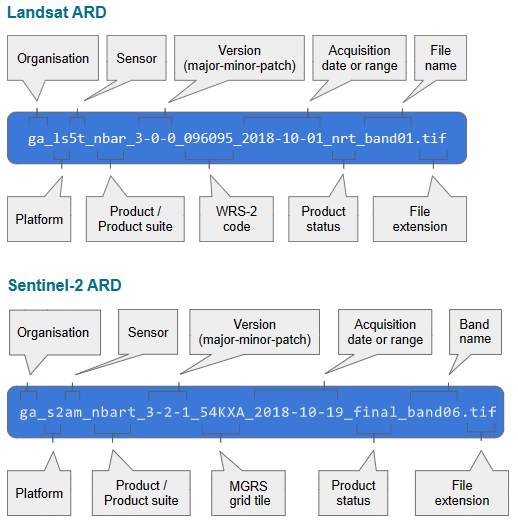 Landsat ARD
Organisation
Sensor
Version
(major-minor-patch)
Acquisition
date or range
File
name
ga_ls5t_nbar_3-0-0_096095_2018-10-01_nrt_band01.tif
Platform
Product /
Product suite
WRS-2
code
Product
status
File
extension
Sentinel-2 ARD
Organisation
Sensor
Version
(major-minor-patch)
Acquisition
date or range
Band
name
ga_s2am_nbart_3-2-1_54KXA_2018-10-19_final_band06.tif
Platform
Product /
Product suite
MGRS
grid tile
Product
status
File
extension